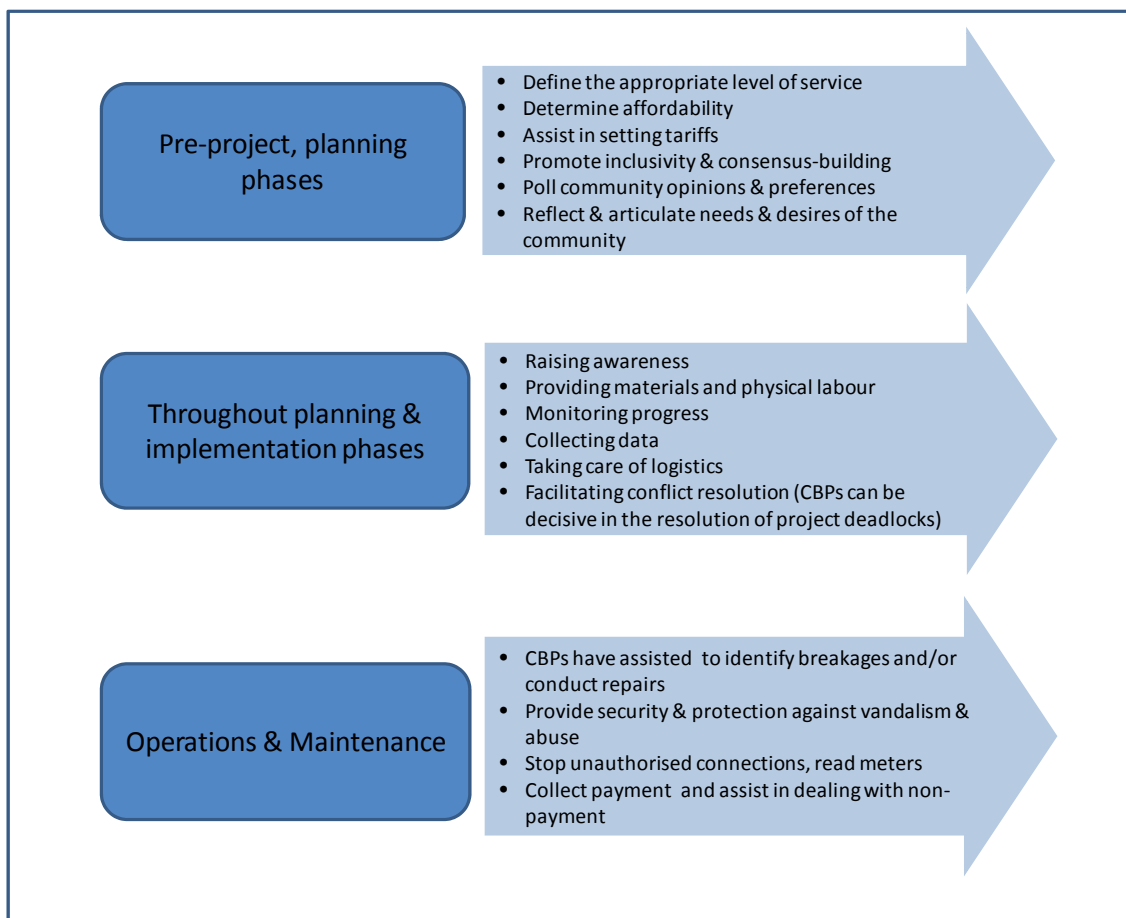 Pre-project, planning
phases
• Define the appropriate level of service
• Determine affordability
• Assist in setting tariffs
• Promote inclusivity & consensus-building
• Poll community opinions & preferences
• Reflect & articulate needs & desires of the
community
Throughout planning &
implementation phases
• Raising awareness
• Providing materials and physical labour
• Monitoring progress
• Collecting data
• Taking care of logistics
• Facilitating conflict resolution (CBPs can be
decisive in the resolution of project deadlocks)
Operations & Maintenance
• CBPs have assisted to identify breakages and/or
conduct repairs
• Provide security & protection against vandalism &
abuse
• Stop unauthorised connections, read meters
• Collect payment and assist in dealing with non-
payment